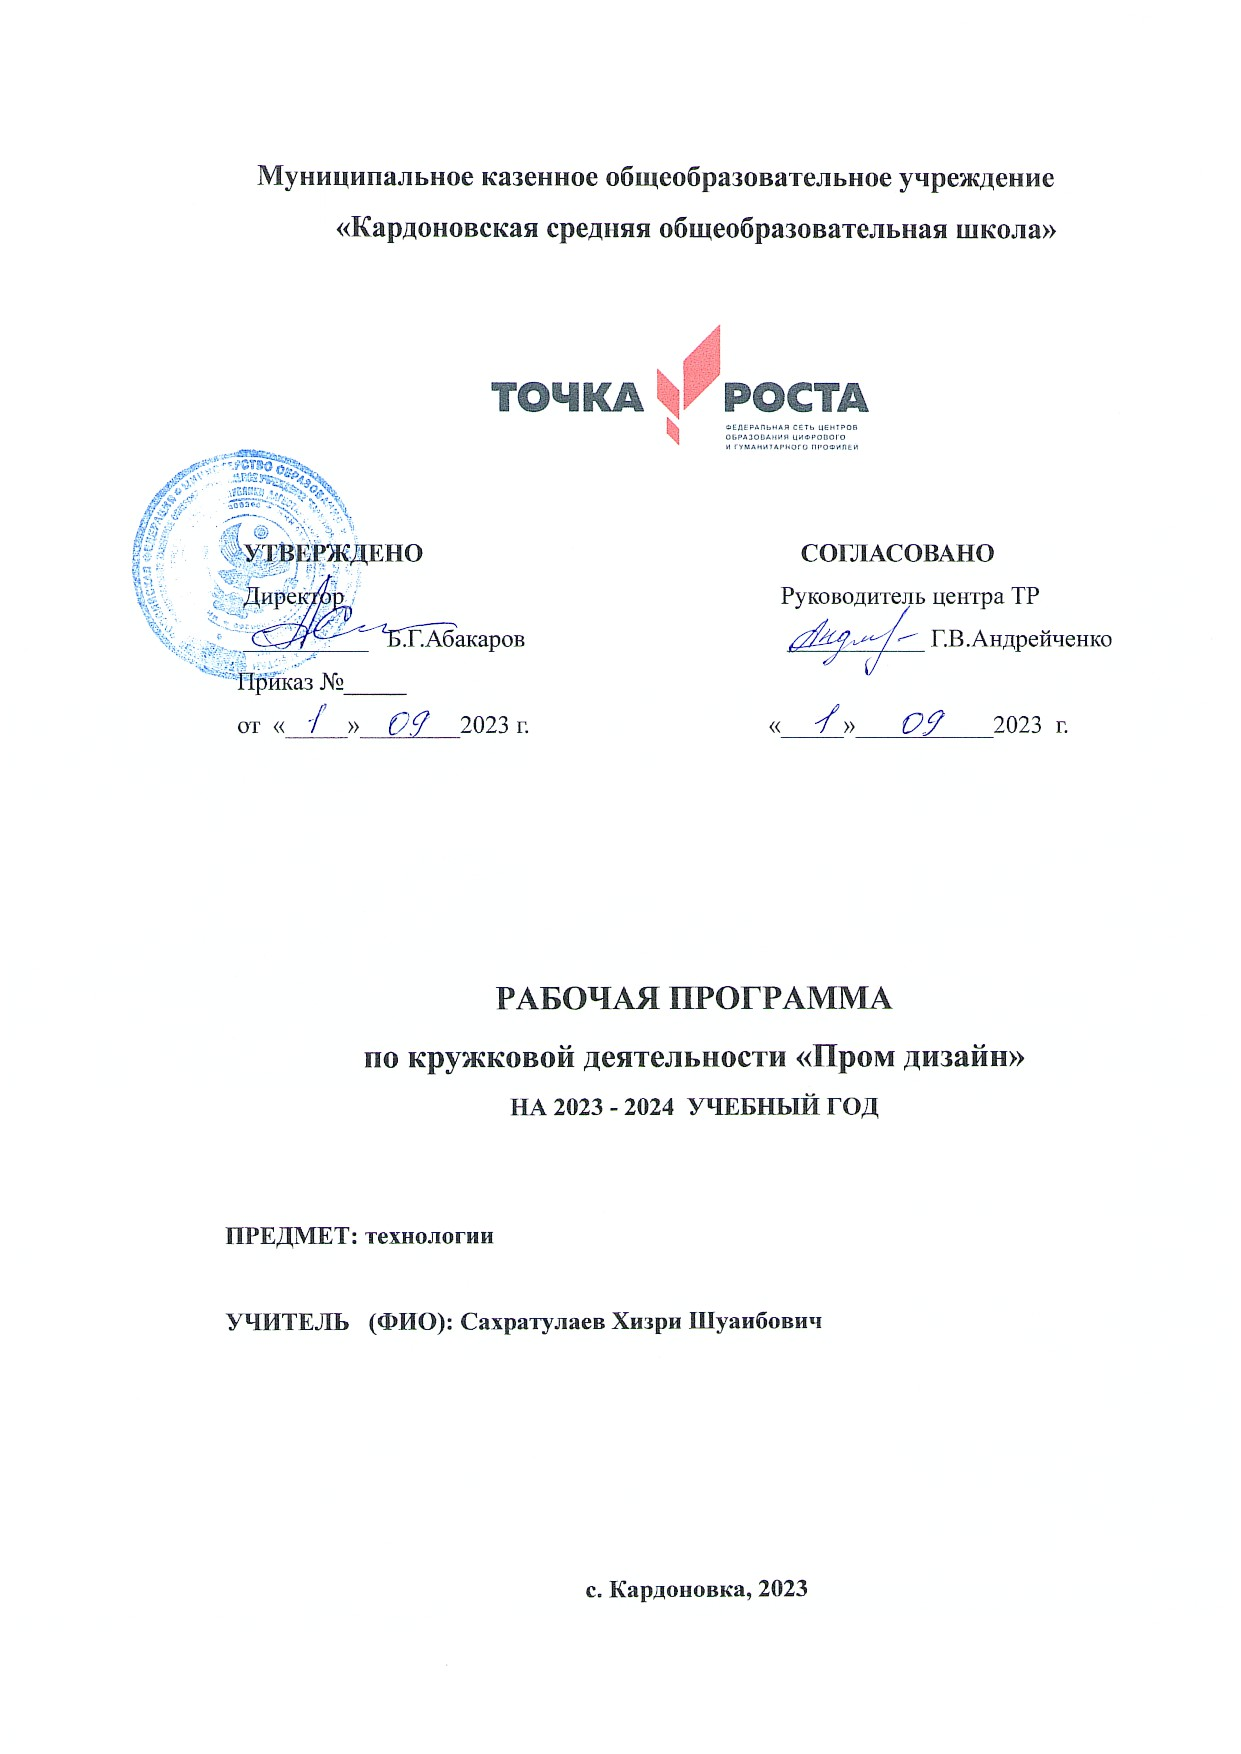 Муниципальное казенное общеобразовательное учреждение
«Кардоновская средняя общеобразовательная школа»
ТОЧКА РОСТА
ФЕДЕРАЛЬНАЯ СЕТЬ ЦЕНТРОВ
ОБРАЗОВАНИЯ ЦИФРОВОГО
И ГУМАНИТАРНОГО ПРОФИЛЕЙ
УТВЕРЖДЕНО СОГЛАСОВАНО
Директор Руководитель центра ТР
__________ Б.Г.Абакаров ___________ Г.В.Андрейченко
Приказ №_____
от «1» 09 2023 г. «1» 09 2023 г.
РАБОЧАЯ ПРОГРАММА
по кружковой деятельности «Пром дизайн»
НА 2023 - 2024 УЧЕБНЫЙ ГОД
ПРЕДМЕТ: технологии
УЧИТЕЛЬ (ФИО): Сахратулаев Хизри Шуаибович
с. Кардоновка, 2023